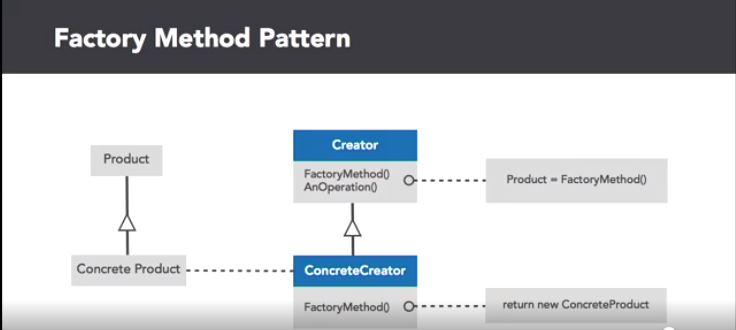 Factory Method Pattern
Product
Creator
FactoryMethod()
AnOperation()
Product = FactoryMethod()
Concrete Product
ConcreteCreator
FactoryMethod()
return new ConcreteProduct